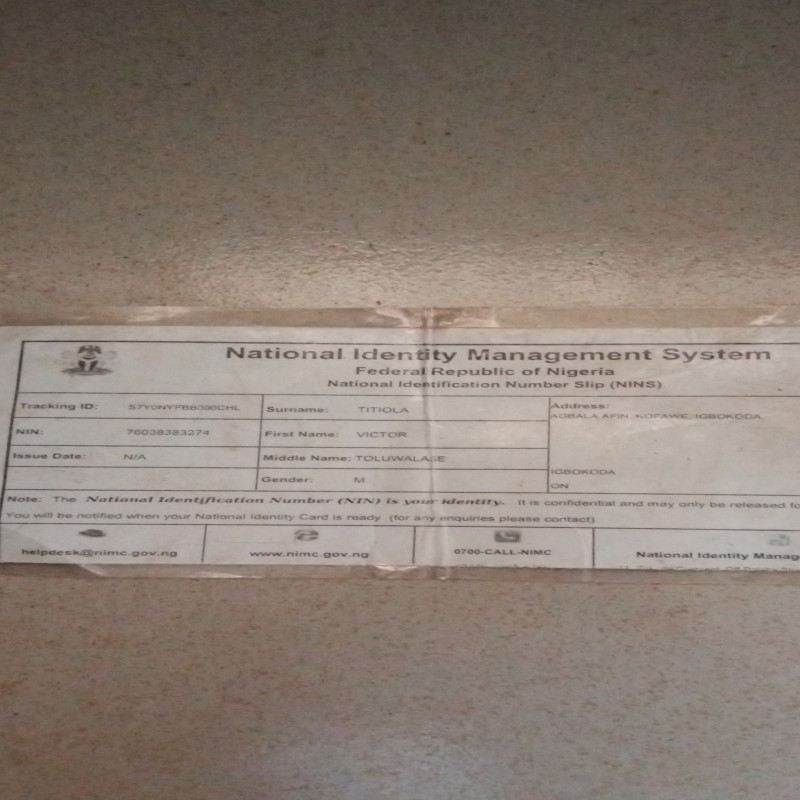 National Identity Management System
Federal Republic of Nigeria
National Identification Number Slip (NINS)
Tracking ID:
Surname: TITIOLA
Address:
AGBALA AFIN, KOFAWE, IGBOKODA
NIN: 76038383274
First Name: VICTOR
Issue Date: N/A
Middle Name: TOLUWALASE
IGBOKODA
Gender: M
ON
Note: The National Identification Number (NIN) is your identity. It is confidential and may only be released fo
You will be notified when your National Identity Card is ready (for any enquiries please contact)
helpdesk@nimc.gov.ng
www.nimc.gov.ng
0700-CALL-NIMC
National Identity Manag